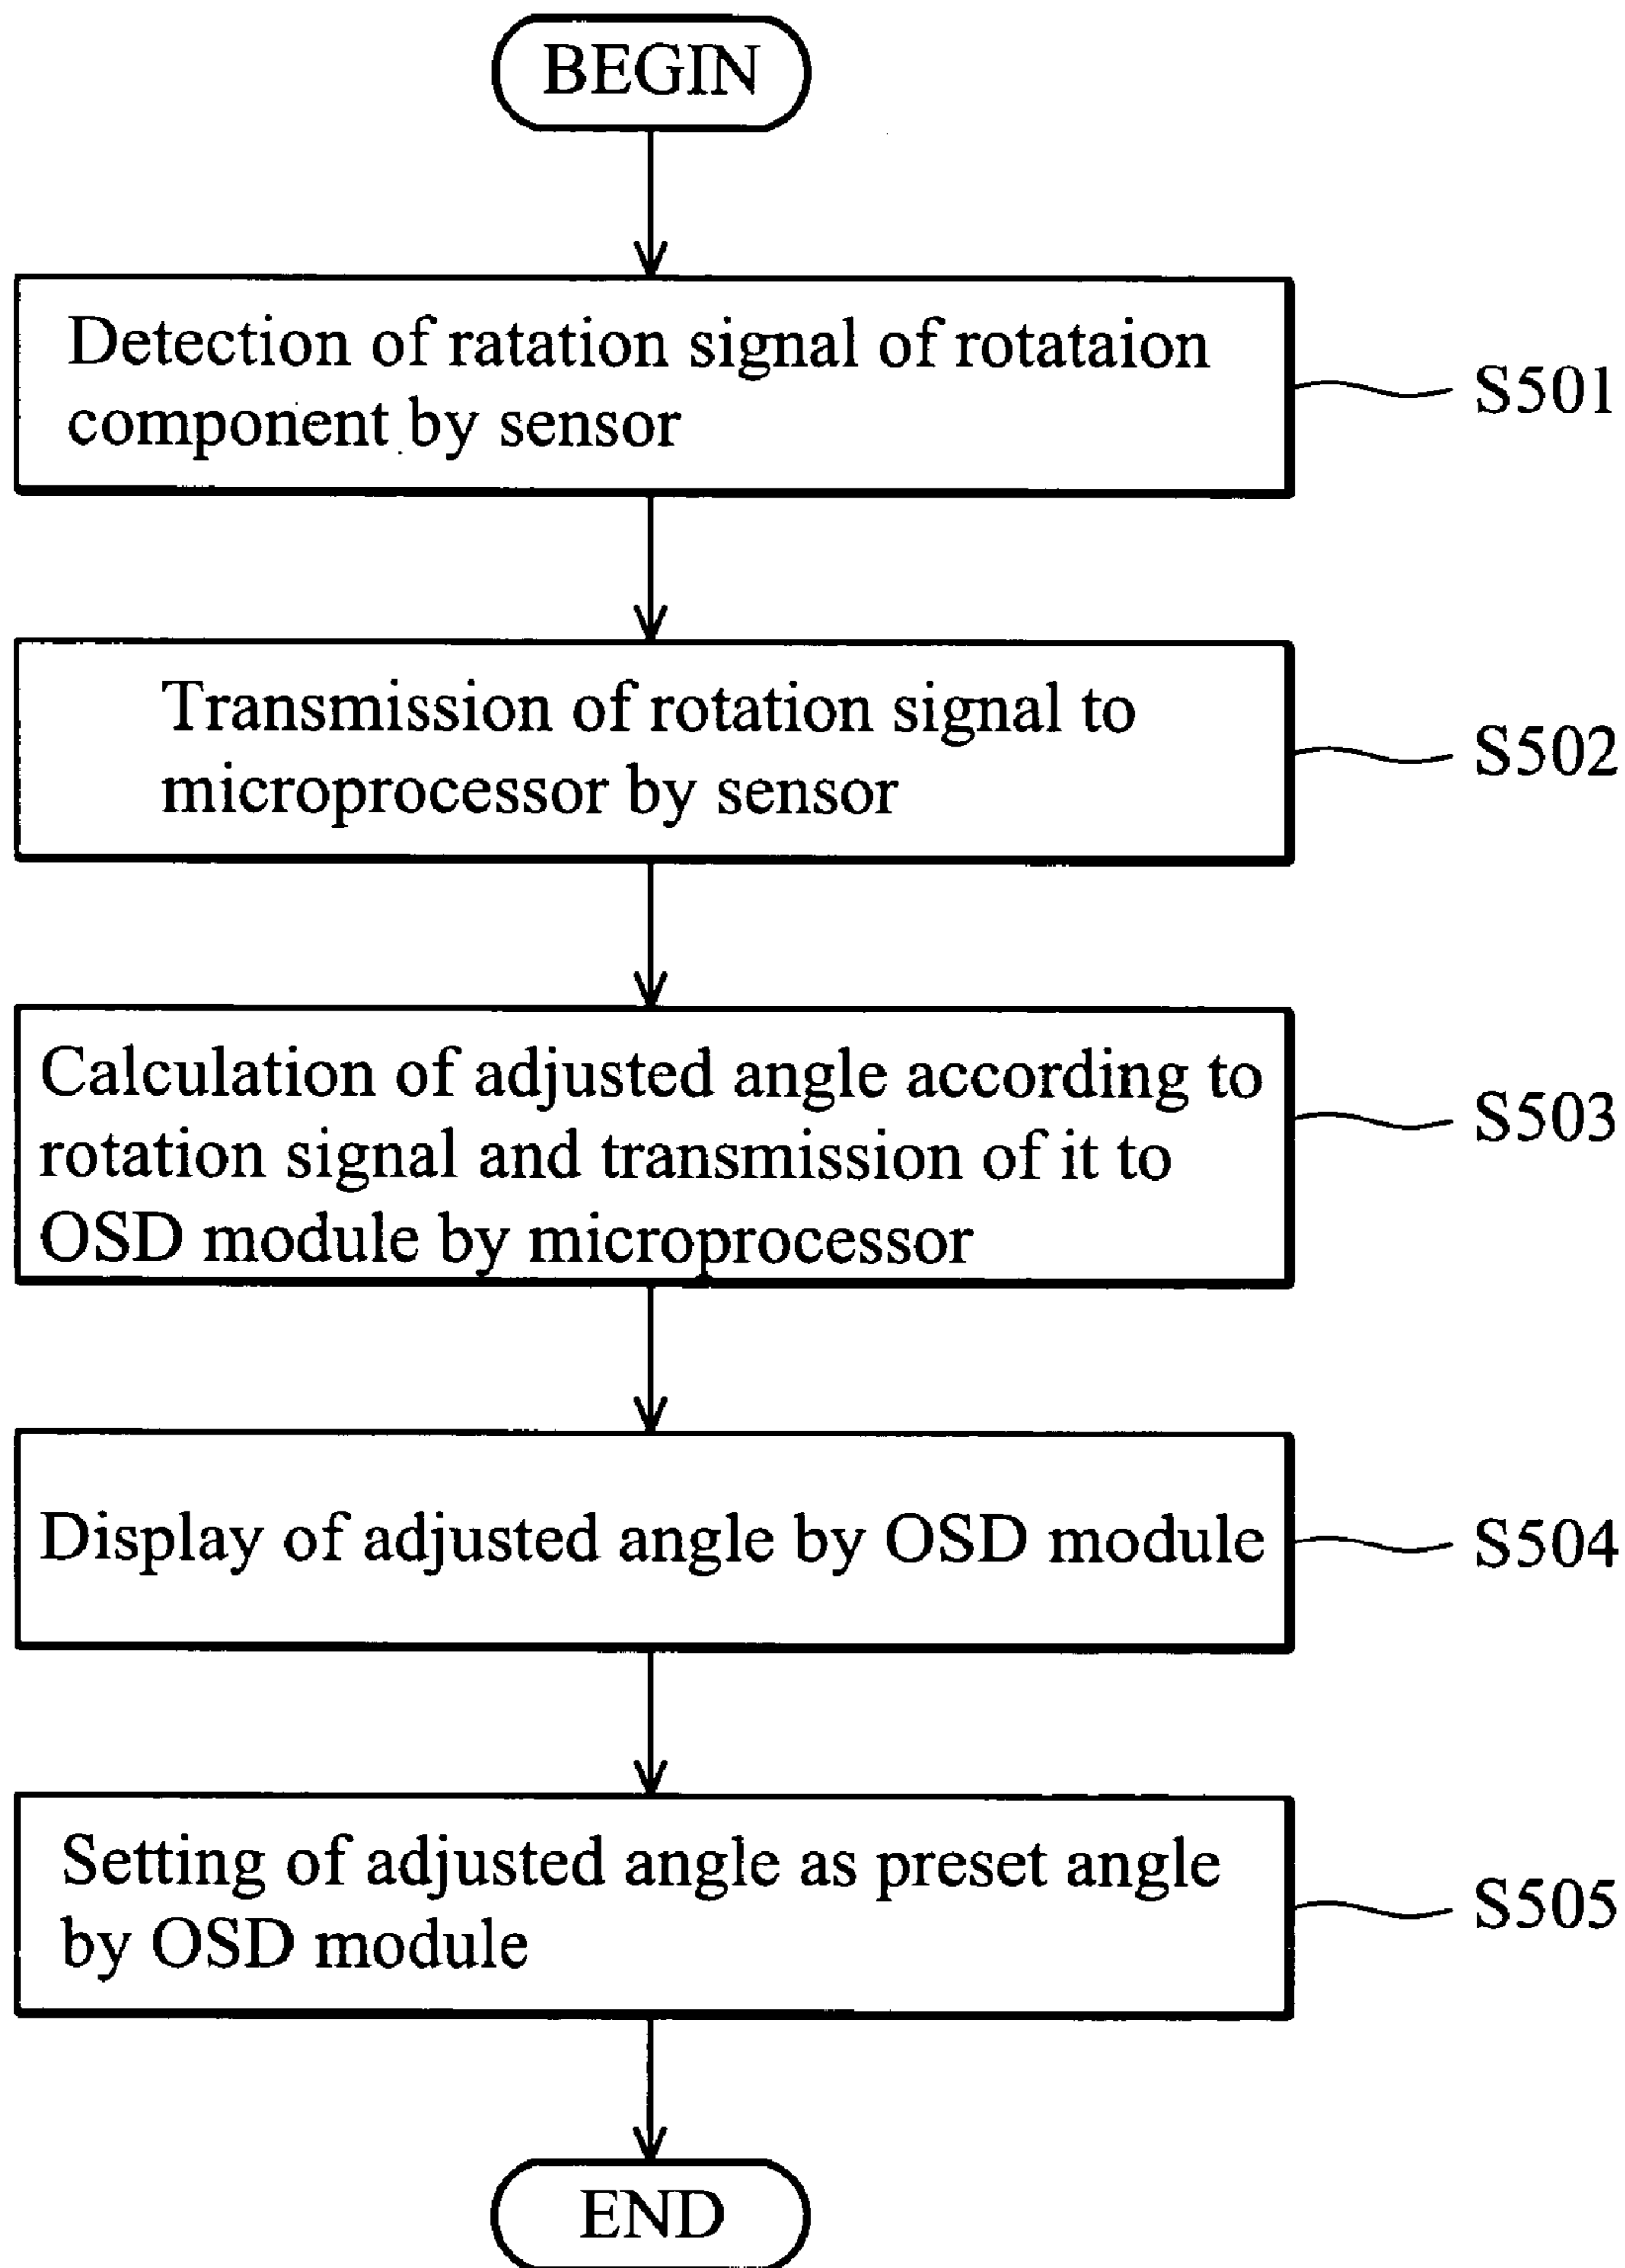 BEGIN
Detection of ratation signal of rotataion
component by sensor
S501
Transmission of rotation signal to
microprocessor by sensor
S502
Calculation of adjusted angle according to
rotation signal and transmission of it to
OSD module by microprocessor
S503
Display of adjusted angle by OSD module
S504
Setting of adjusted angle as preset angle
by OSD module
S505
END